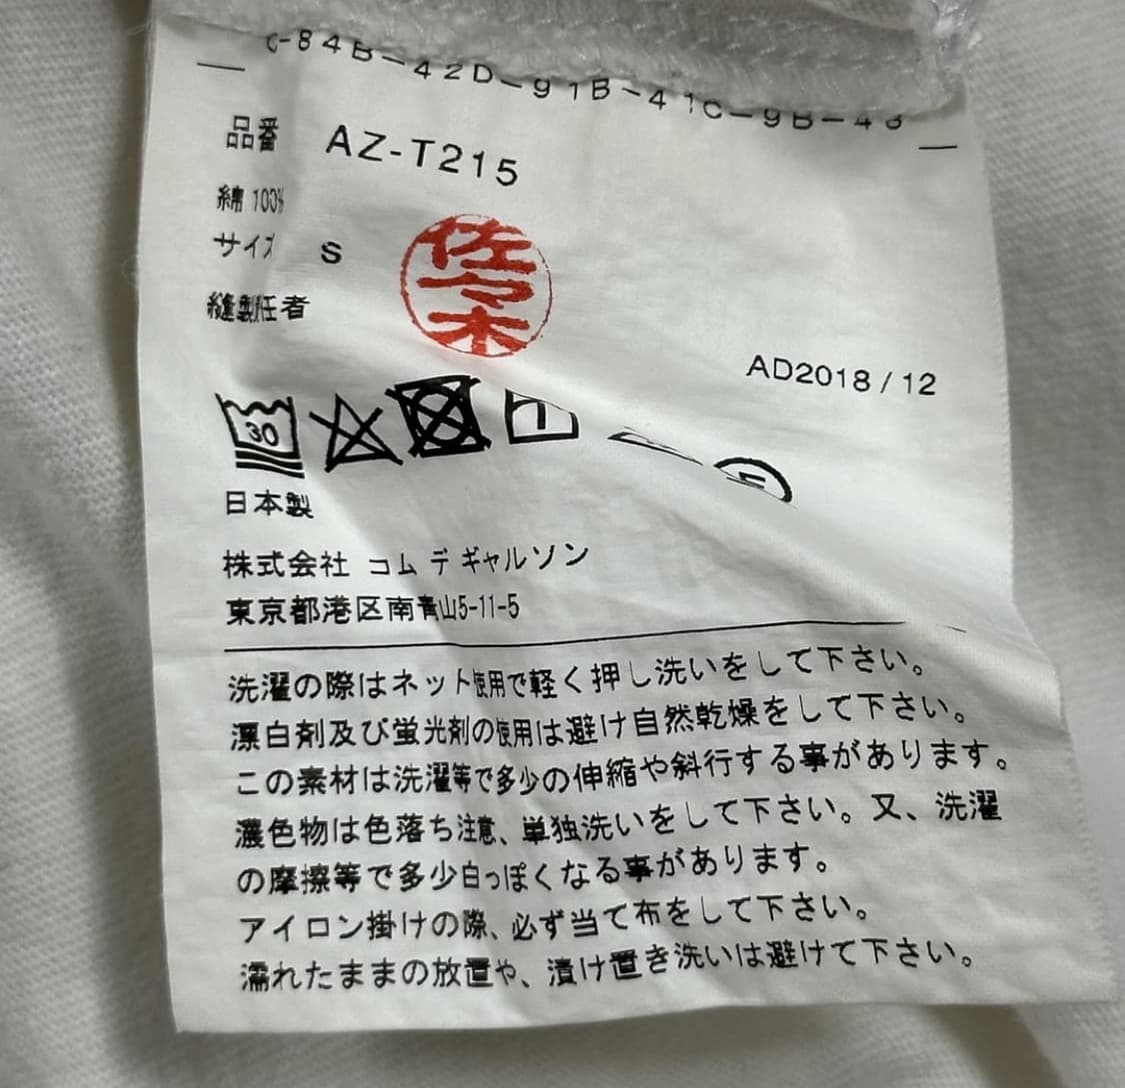 C-84B-42D-91B-41C-9B-43
品番 AZ-T215
綿 100%
サイズ S
佐々木
縫製責任者
AD2018/12
30
日本製
株式会社 コム デ ギャルソン
東京都港区南青山5-11-5
洗濯の際はネット使用で軽く押し洗いをして下さい。
漂白剤及び蛍光剤の使用は避け自然乾燥をして下さい。
この素材は洗濯等で多少の伸縮や斜行する事があります。
濃色物は色落ち注意、単独洗いをして下さい。又、洗濯
の摩擦等で多少白っぽくなる事があります。
アイロン掛けの際、必ず当て布をして下さい。
濡れたままの放置や、漬け置き洗いは避けて下さい。